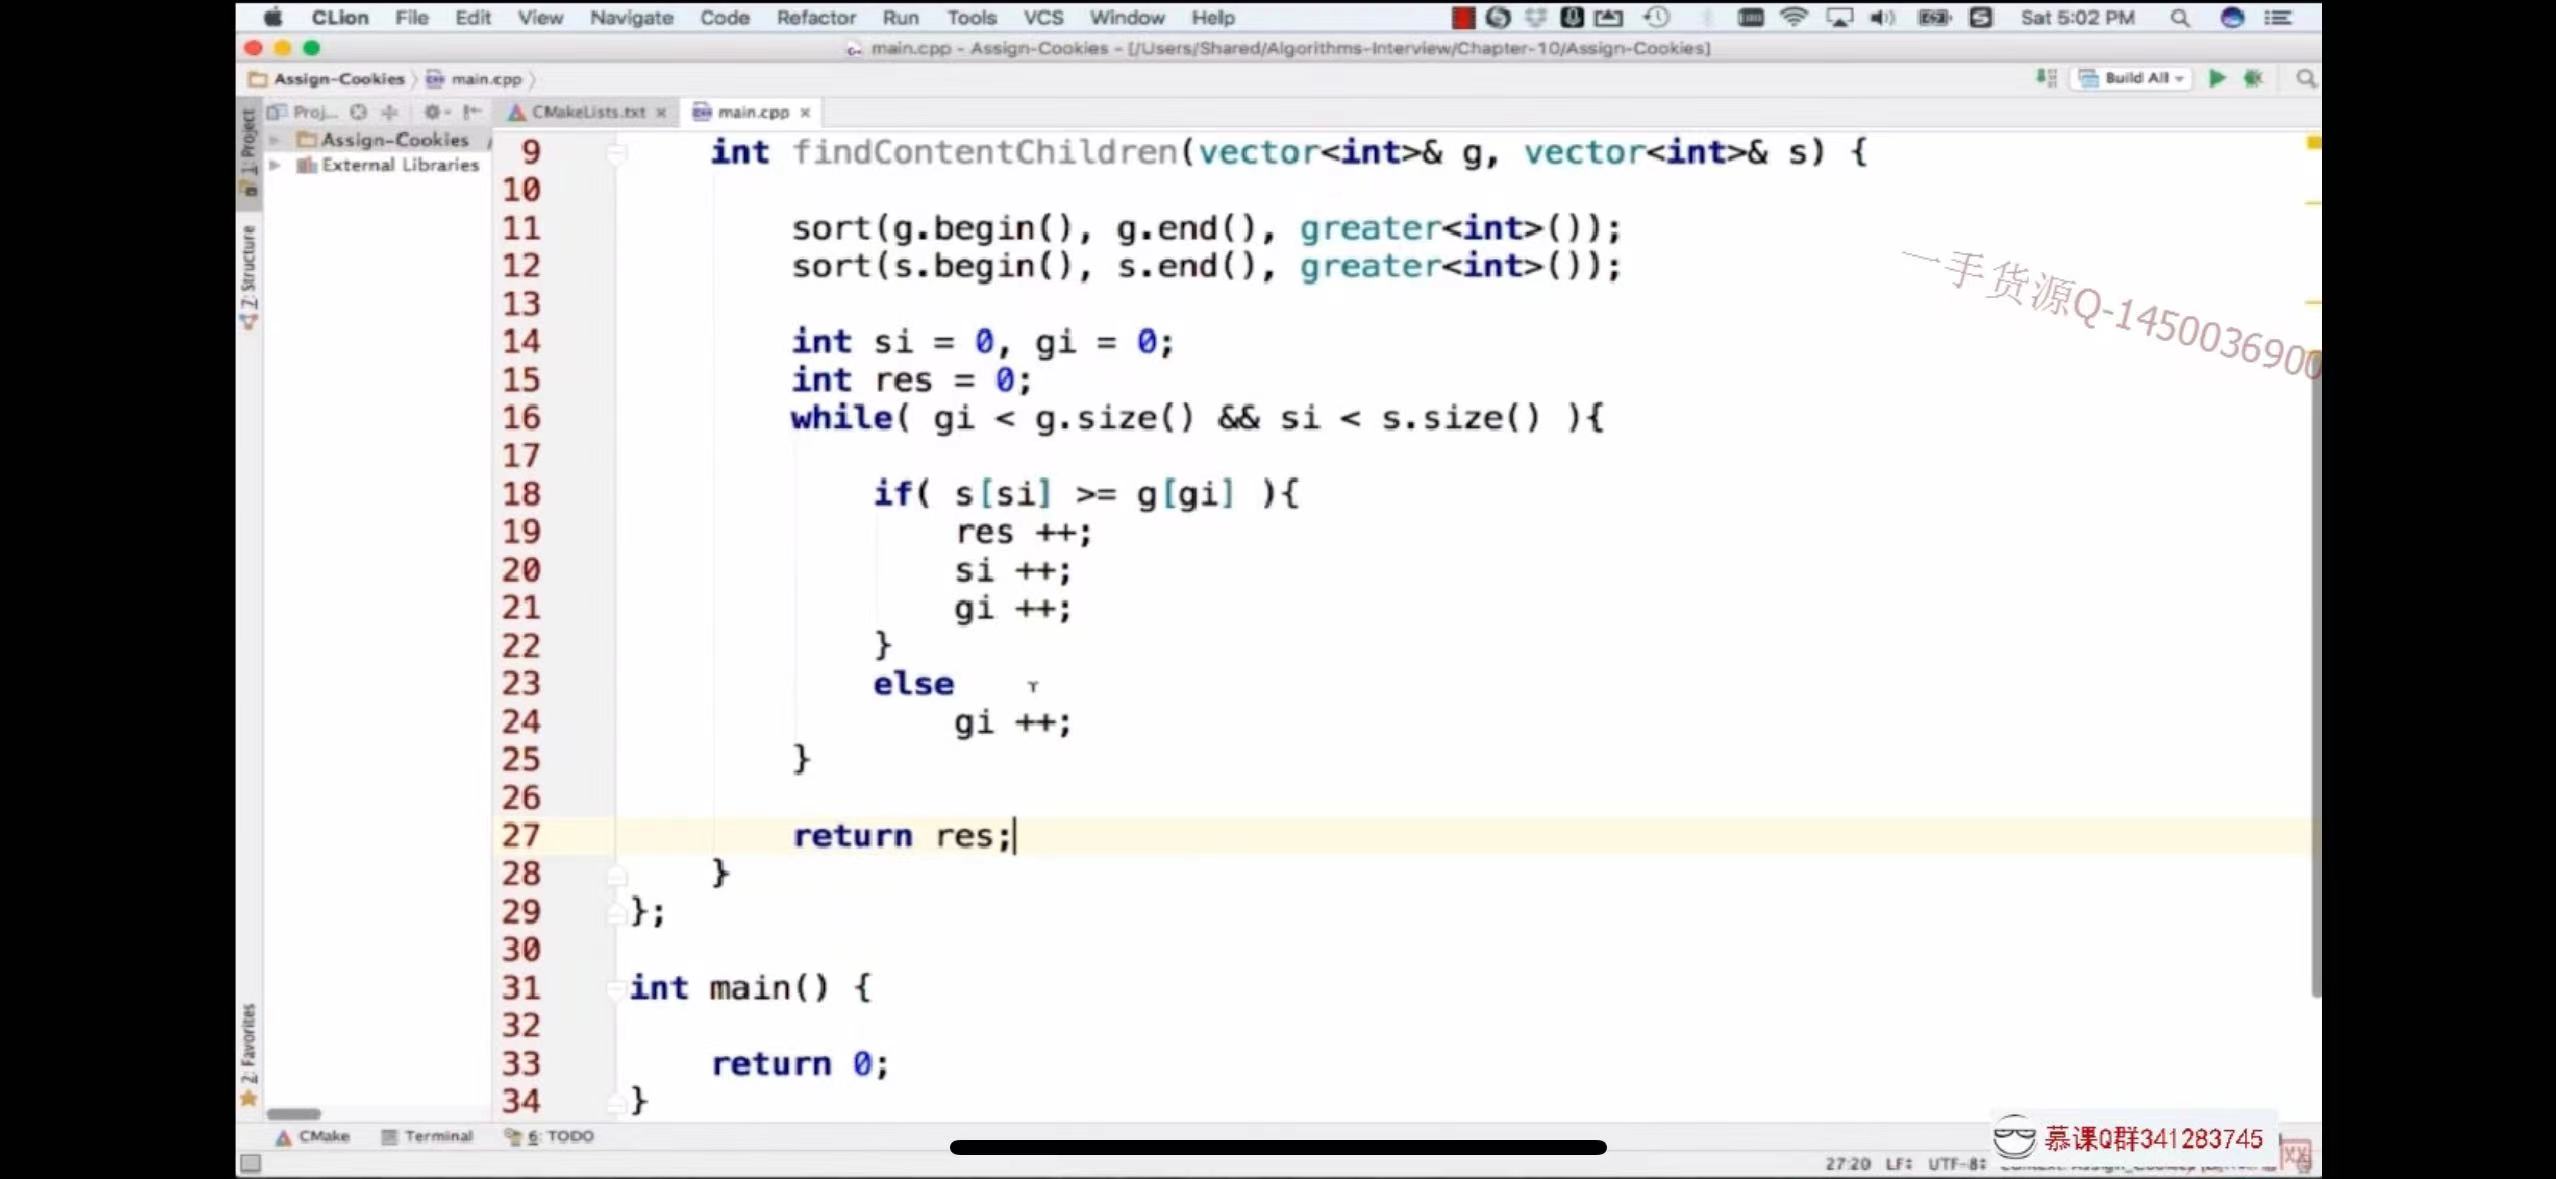 CLion File Edit View Navigate Code Refactor Run Tools VCS Window Help Sat 5:02 PM
main.cpp - Assign-Cookies - [/Users/Shared/Algorithms-Interview/Chapter-10/Assign-Cookies]
Assign-Cookies main.cpp Build All
Proj... CMakeLists.txt main.cpp
1: Project
Assign-Cookies
External Libraries
Z: Structure
2: Favorites
9 int findContentChildren(vector<int>& g, vector<int>& s) {
10
11 sort(g.begin(), g.end(), greater<int>());
12 sort(s.begin(), s.end(), greater<int>());
13
14 int si = 0, gi = 0;
15 int res = 0;
16 while( gi < g.size() && si < s.size() ){
17
18 if( s[si] >= g[gi] ){
19 res ++;
20 si ++;
21 gi ++;
22 }
23 else
24 gi ++;
25 }
26
27 return res;
28 }
29 };
30
31 int main() {
32
33 return 0;
34 }
一手货源Q-1450036900
CMake Terminal 6: TODO
慕课Q群341283745
27:20 LF: UTF-8: